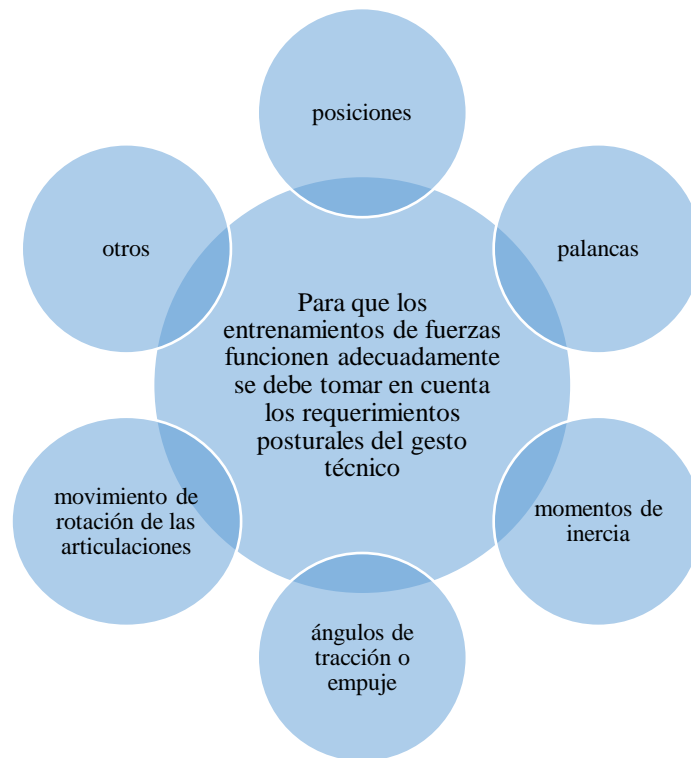 posiciones
otros
palancas
Para que los
entrenamientos de fuerzas
funcionen adecuadamente
se debe tomar en cuenta
los requerimientos
posturales del gesto
técnico
movimiento de
rotación de las
articulaciones
momentos de
inercia
ángulos de
tracción o
empuje